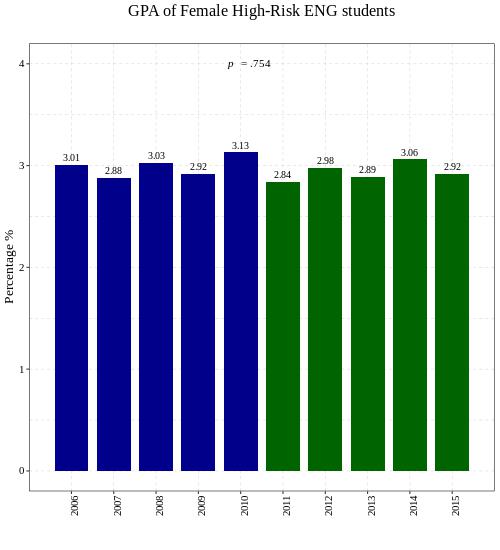 GPA of Female High-Risk ENG students
p = .754
Percentage %
4
3
2
1
0
3.01 2.88 3.03 2.92 3.13 2.84 2.98 2.89 3.06 2.92
2006 2007 2008 2009 2010 2011 2012 2013 2014 2015